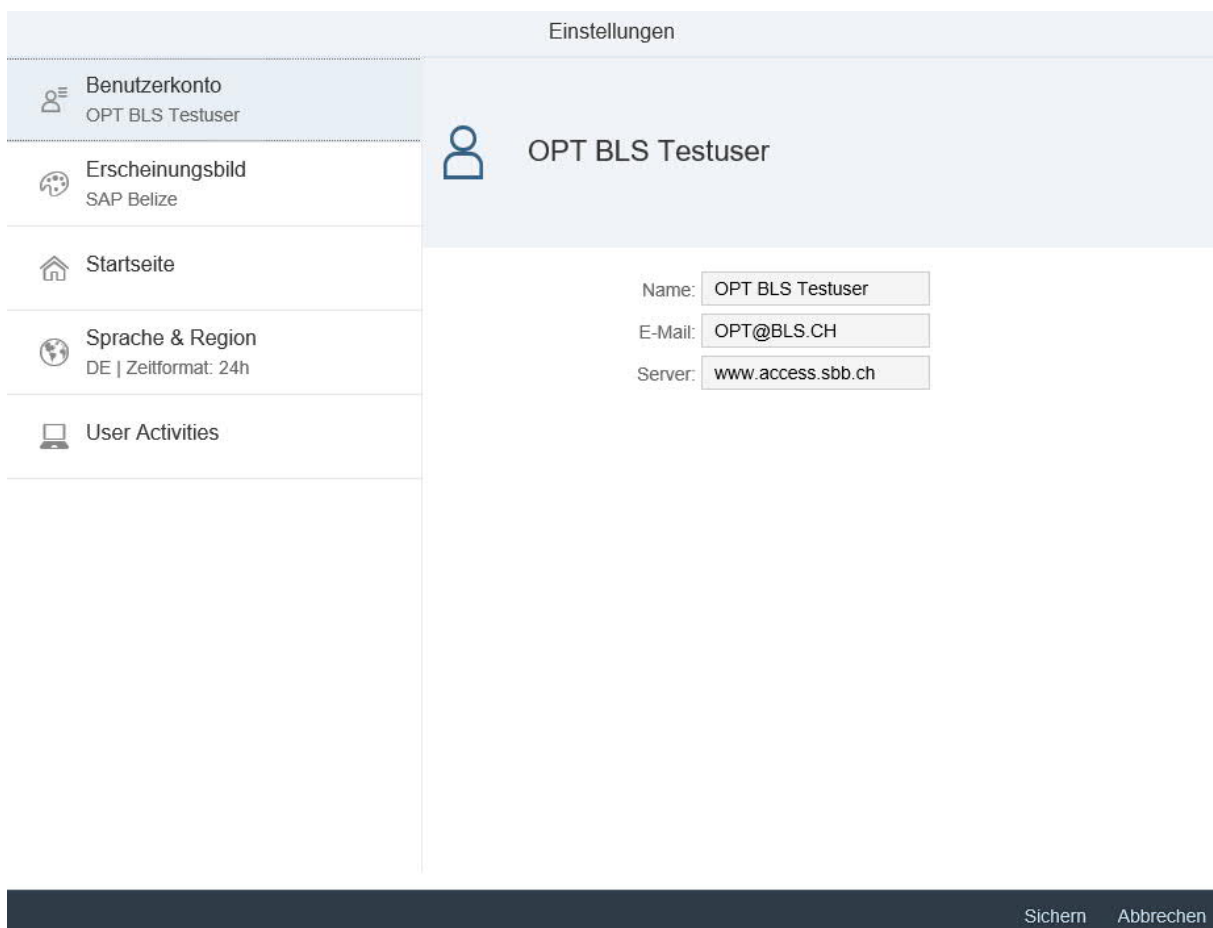 Einstellungen
Benutzerkonto
OPT BLS Testuser
Erscheinungsbild
SAP Belize
Startseite
Sprache & Region
DE | Zeitformat: 24h
User Activities
OPT BLS Testuser
Name: OPT BLS Testuser
E-Mail: OPT@BLS.CH
Server: www.access.sbb.ch
Sichern Abbrechen